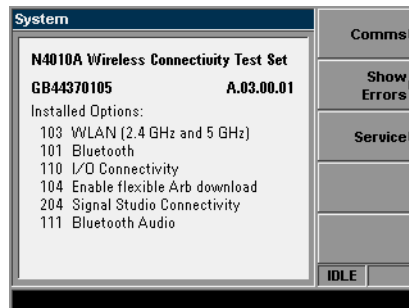 System
N4010A Wireless Connectivity Test Set
GB44370105 A.03.00.01
Installed Options:
103 WLAN (2.4 GHz and 5 GHz)
101 Bluetooth
110 I/O Connectivity
104 Enable flexible Arb download
204 Signal Studio Connectivity
111 Bluetooth Audio
Comms
Show
Errors
Service
IDLE